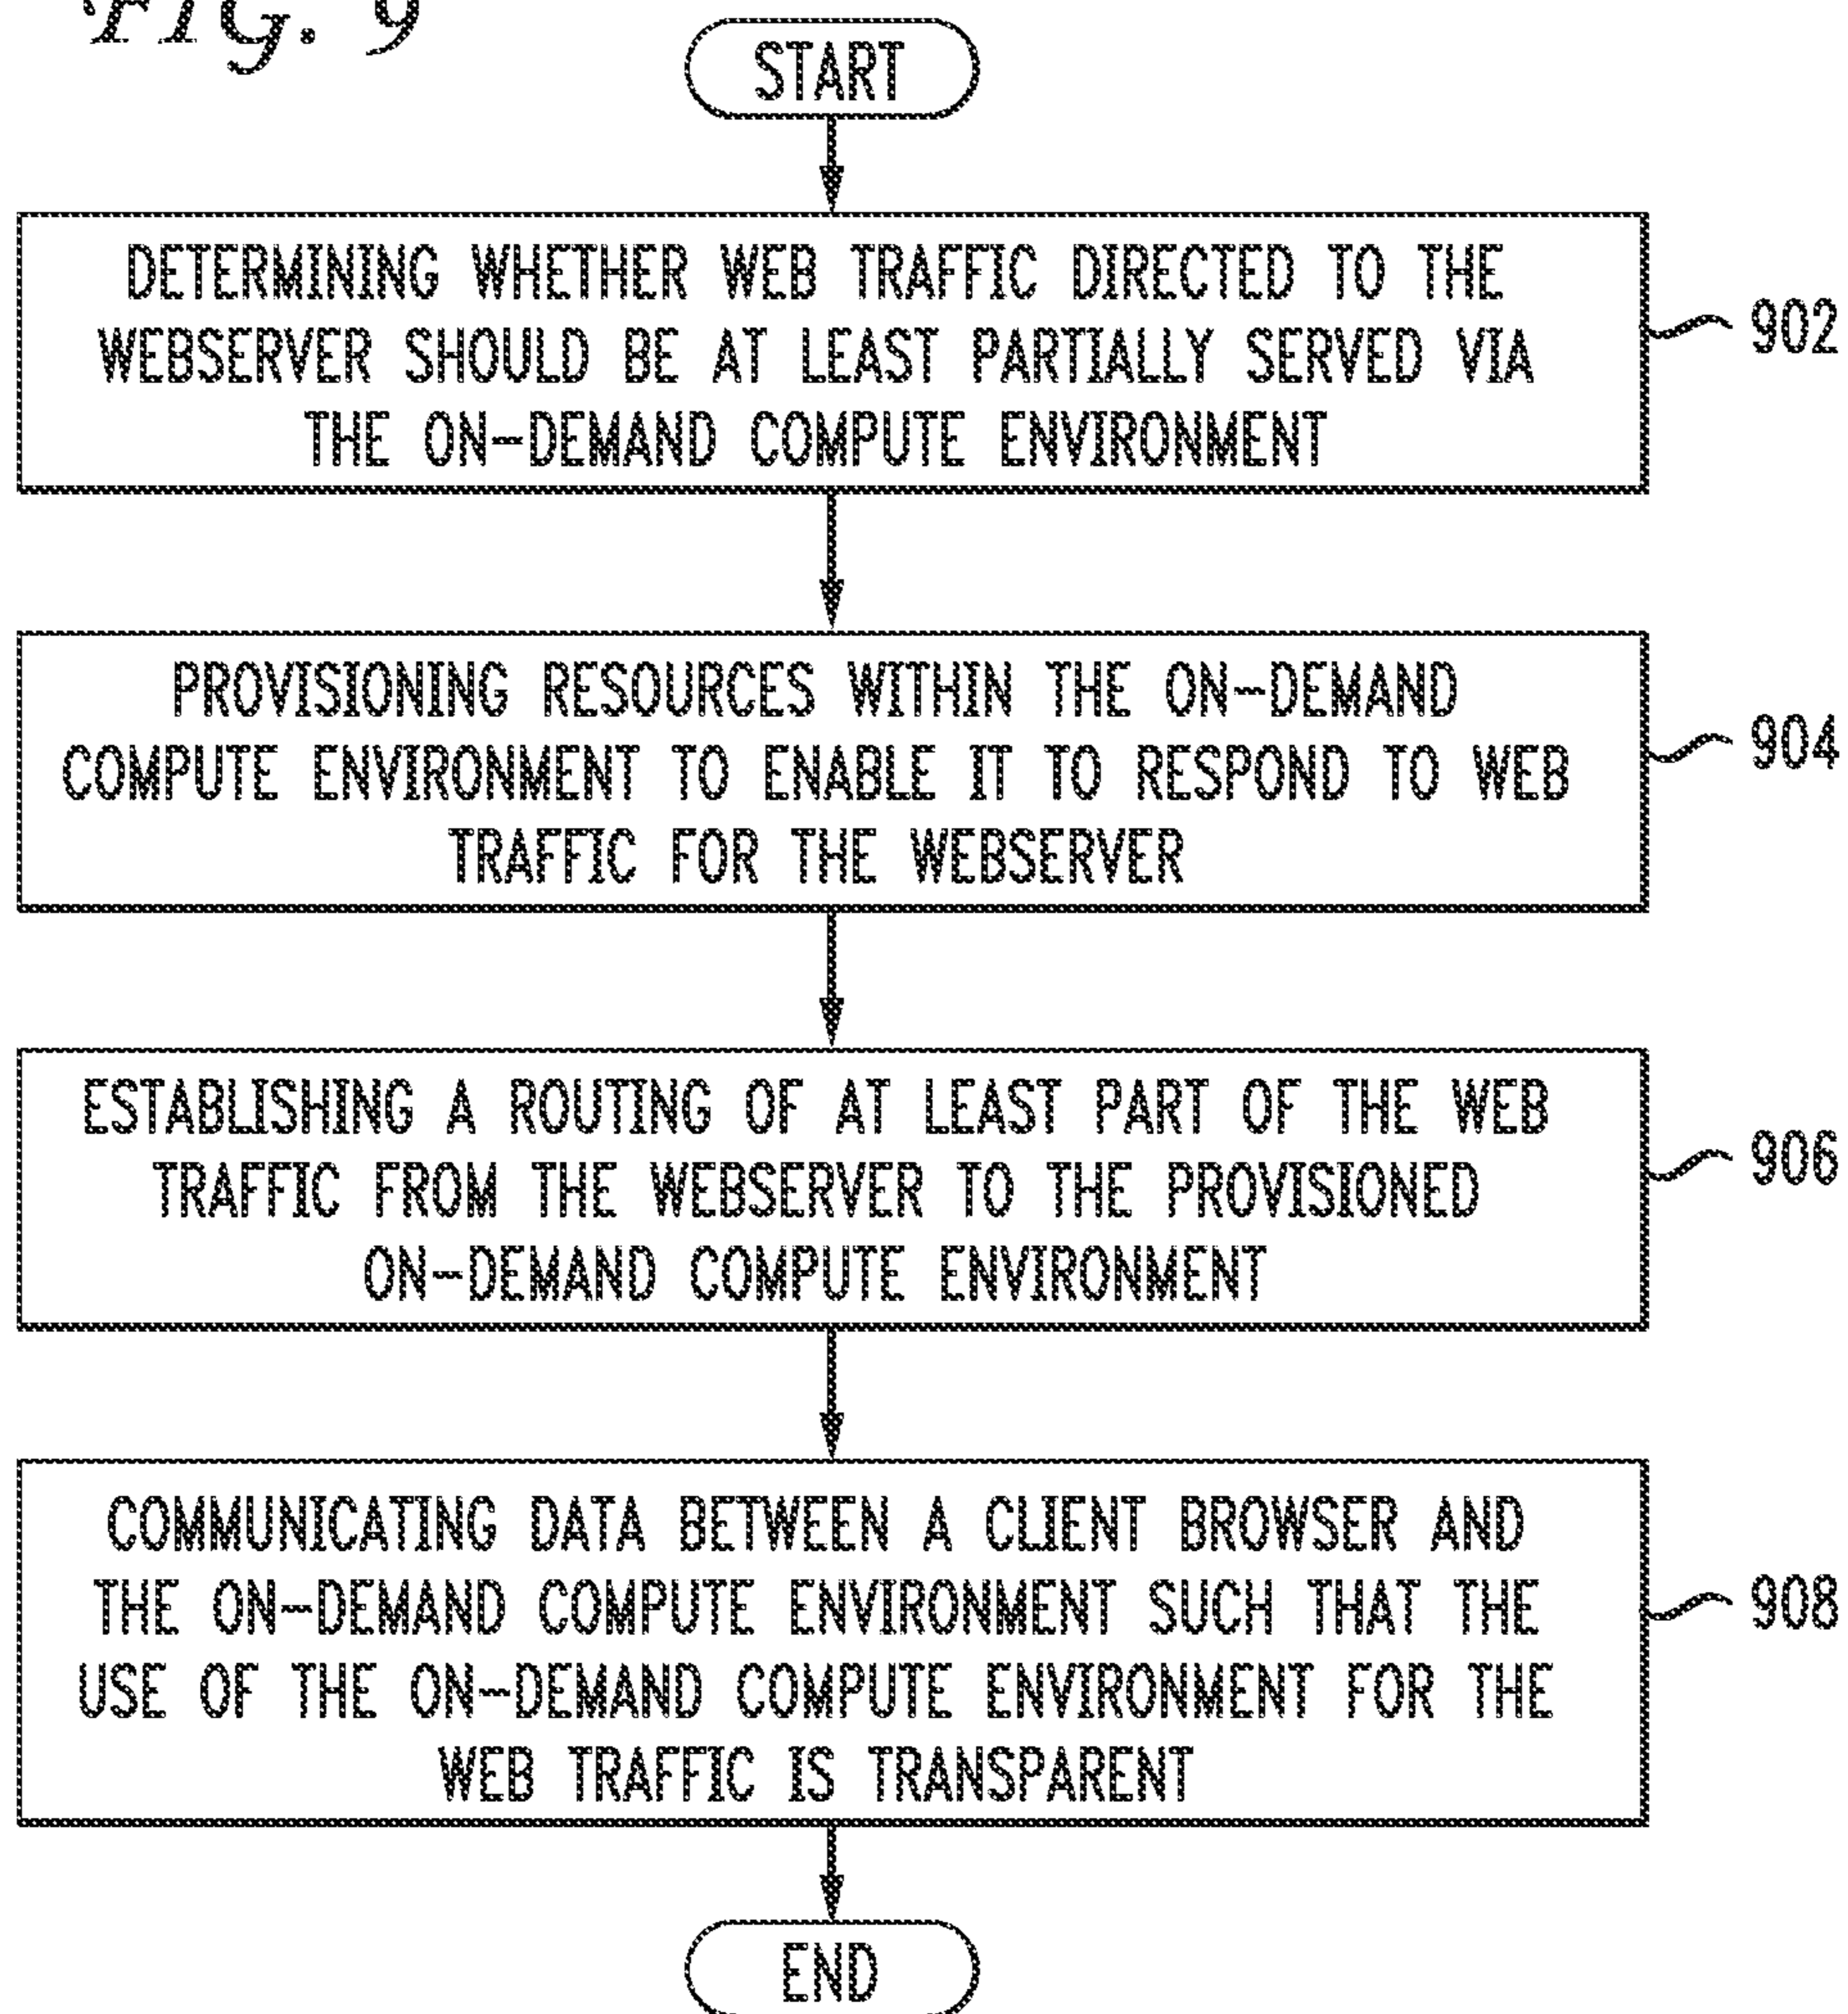 FIG. 9
START
DETERMINING WHETHER WEB TRAFFIC DIRECTED TO THE
WEBSERVER SHOULD BE AT LEAST PARTIALLY SERVED VIA
THE ON-DEMAND COMPUTE ENVIRONMENT
902
PROVISIONING RESOURCES WITHIN THE ON-DEMAND
COMPUTE ENVIRONMENT TO ENABLE IT TO RESPOND TO WEB
TRAFFIC FOR THE WEBSERVER
904
ESTABLISHING A ROUTING OF AT LEAST PART OF THE WEB
TRAFFIC FROM THE WEBSERVER TO THE PROVISIONED
ON-DEMAND COMPUTE ENVIRONMENT
906
COMMUNICATING DATA BETWEEN A CLIENT BROWSER AND
THE ON-DEMAND COMPUTE ENVIRONMENT SUCH THAT THE
USE OF THE ON-DEMAND COMPUTE ENVIRONMENT FOR THE
WEB TRAFFIC IS TRANSPARENT
908
END